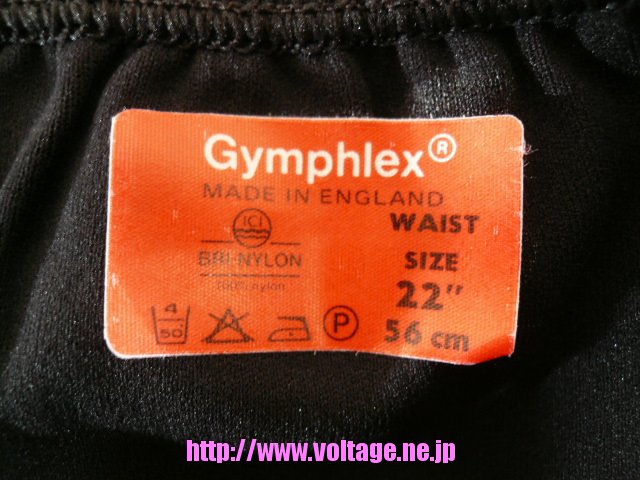 Gymphlex®
MADE IN ENGLAND
ICI
BRI-NYLON
100% nylon
4
50
P
WAIST
SIZE
22"
56 cm
http://www.voltage.ne.jp